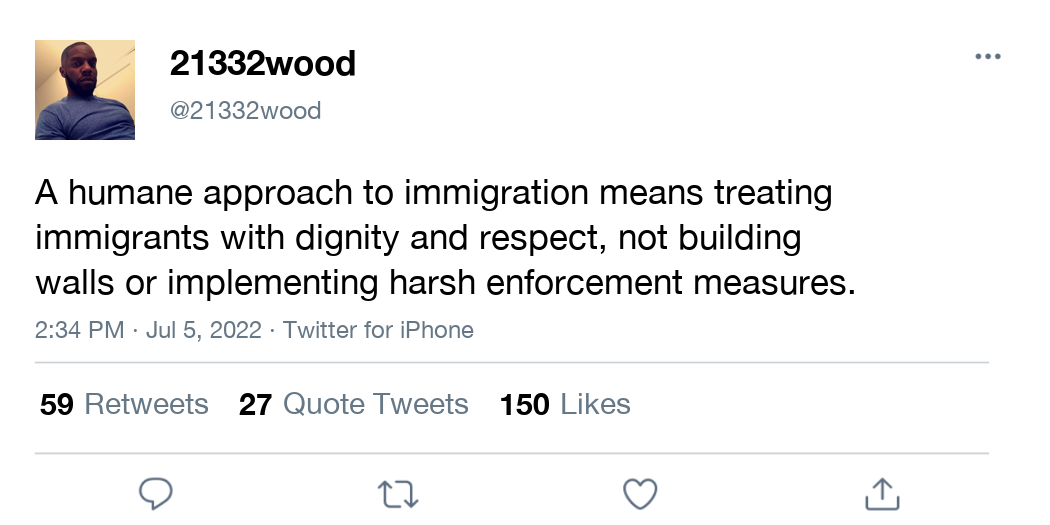 21332wood
@21332wood
A humane approach to immigration means treating
immigrants with dignity and respect, not building
walls or implementing harsh enforcement measures.
2:34 PM · Jul 5, 2022 · Twitter for iPhone
59 Retweets 27 Quote Tweets 150 Likes